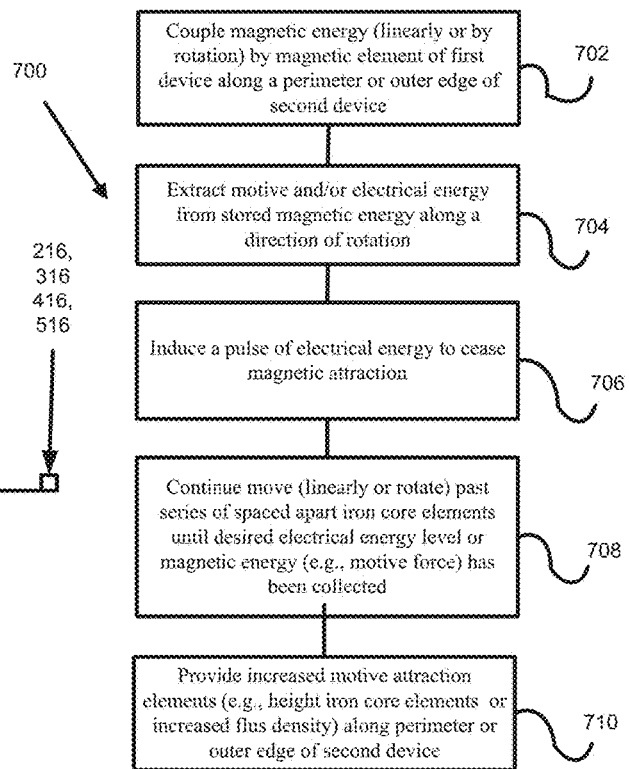 Couple magnetic energy (linearly or by
rotation) by magnetic element of first
device along a perimeter or outer edge of
second device
702
700
Extract motive and/or electrical energy
from stored magnetic energy along a
direction of rotation
704
216,
316
416,
516
Induce a pulse of electrical energy to cease
magnetic attraction
706
Continue move (linearly or rotate) past
series of spaced apart iron core elements
until desired electrical energy level or
magnetic energy (e.g., motive force) has
been collected
708
Provide increased motive attraction
elements (e.g., height iron core elements or
increased flus density) along perimeter or
outer edge of second device
710